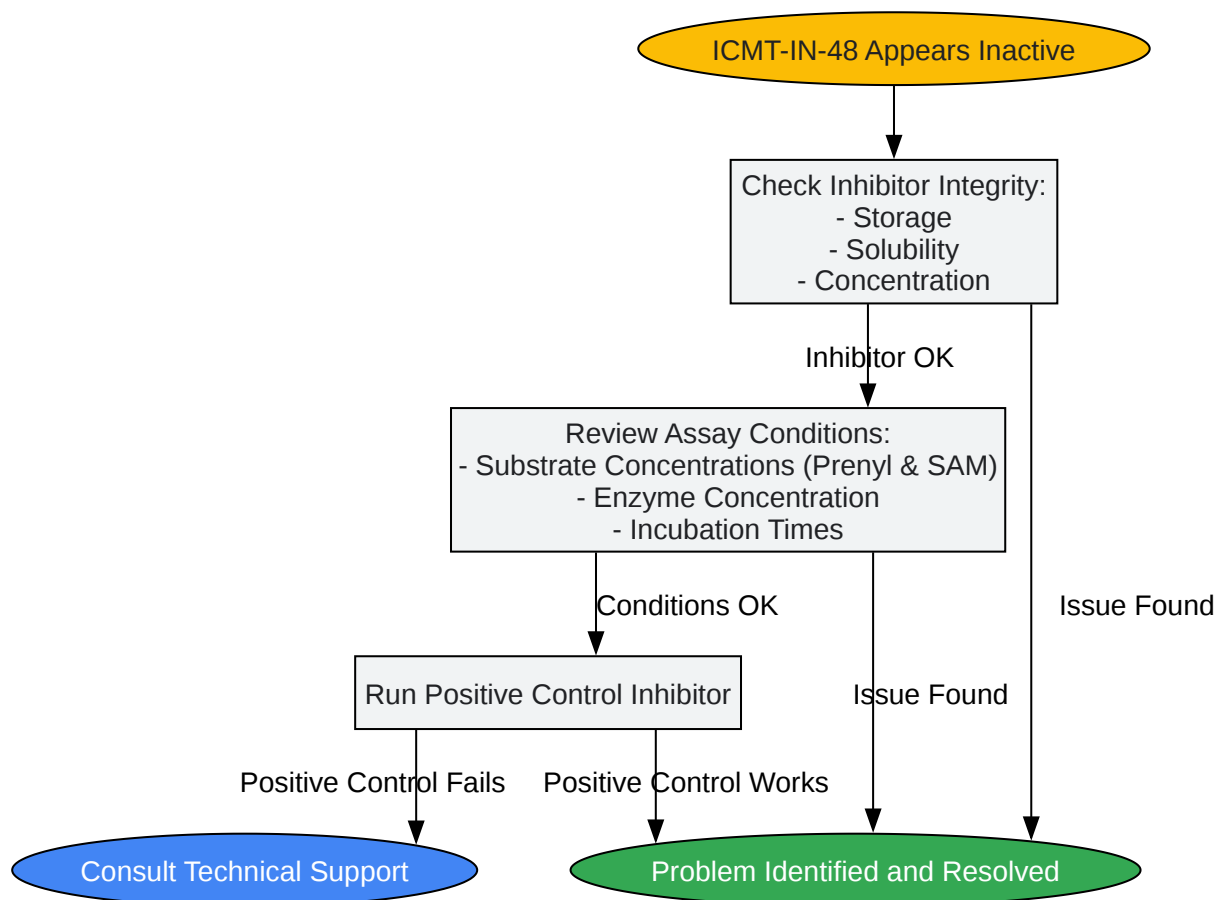 ICMT-IN-48 Appears Inactive
Check Inhibitor Integrity:
- Storage
- Solubility
- Concentration
Inhibitor OK
Review Assay Conditions:
- Substrate Concentrations (Prenyl & SAM)
- Enzyme Concentration
- Incubation Times
Conditions OK
Issue Found
Run Positive Control Inhibitor
Issue Found
Positive Control Fails
Positive Control Works
Consult Technical Support
Problem Identified and Resolved